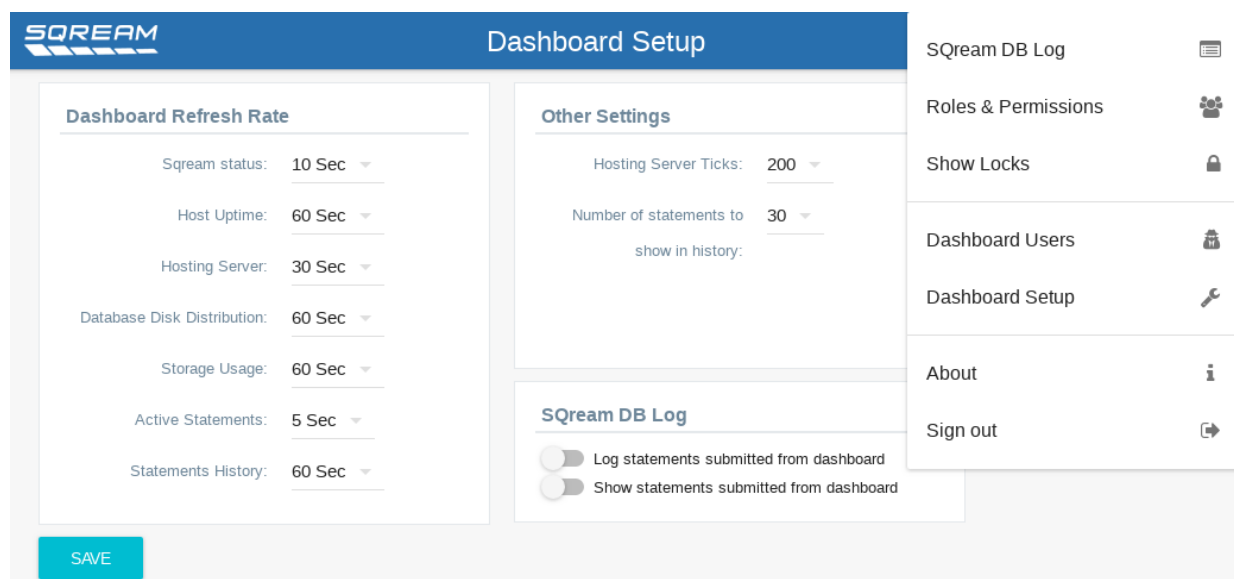 SQREAM
Dashboard Setup
Dashboard Refresh Rate
Sqream status: 10 Sec
Host Uptime: 60 Sec
Hosting Server: 30 Sec
Database Disk Distribution: 60 Sec
Storage Usage: 60 Sec
Active Statements: 5 Sec
Statements History: 60 Sec
SAVE
Other Settings
Hosting Server Ticks: 200
Number of statements to 30
show in history:
SQream DB Log
Log statements submitted from dashboard
Show statements submitted from dashboard
SQream DB Log
Roles & Permissions
Show Locks
Dashboard Users
Dashboard Setup
About
Sign out